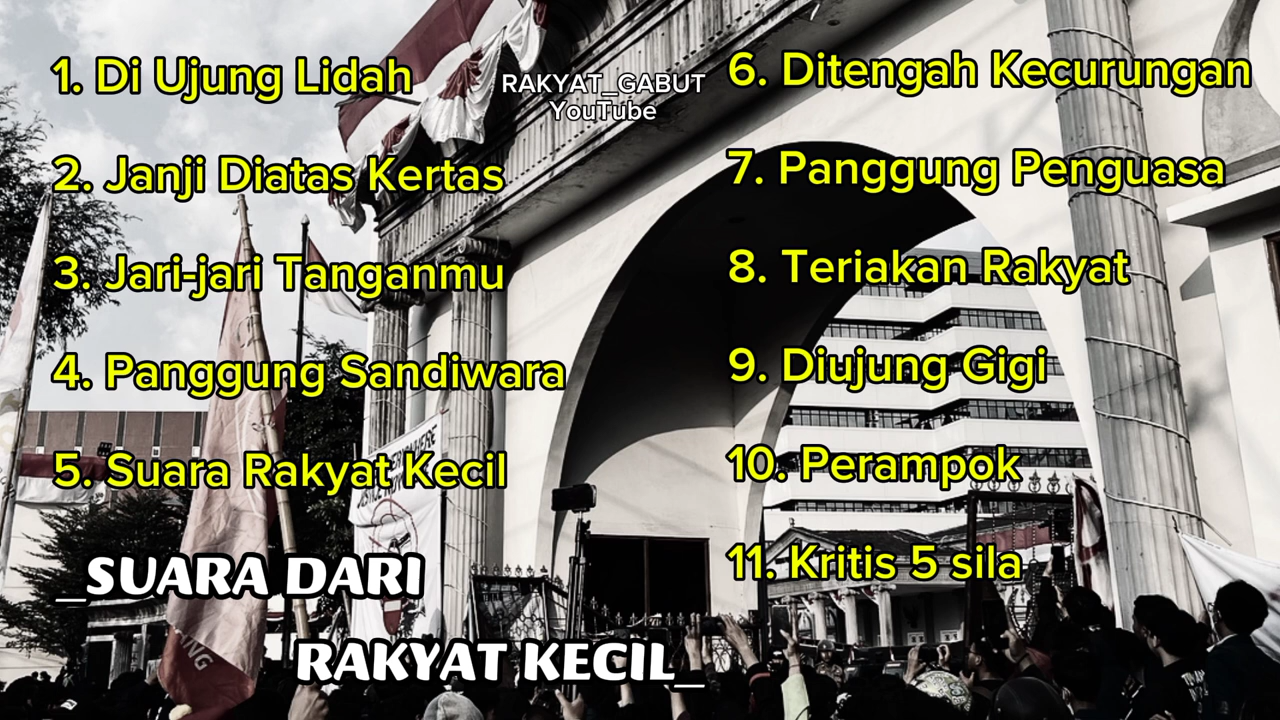 1. Di Ujung Lidah
2. Janji Diatas Kertas
3. Jari-jari Tanganmu
4. Panggung Sandiwara
5. Suara Rakyat Kecil
_SUARA DARI
RAKYAT KECIL_
RAKYAT_GABUT
YouTube
6. Ditengah Kecurungan
7. Panggung Penguasa
8. Teriakan Rakyat
9. Diujung Gigi
10. Perampok
11. Kritis 5 sila